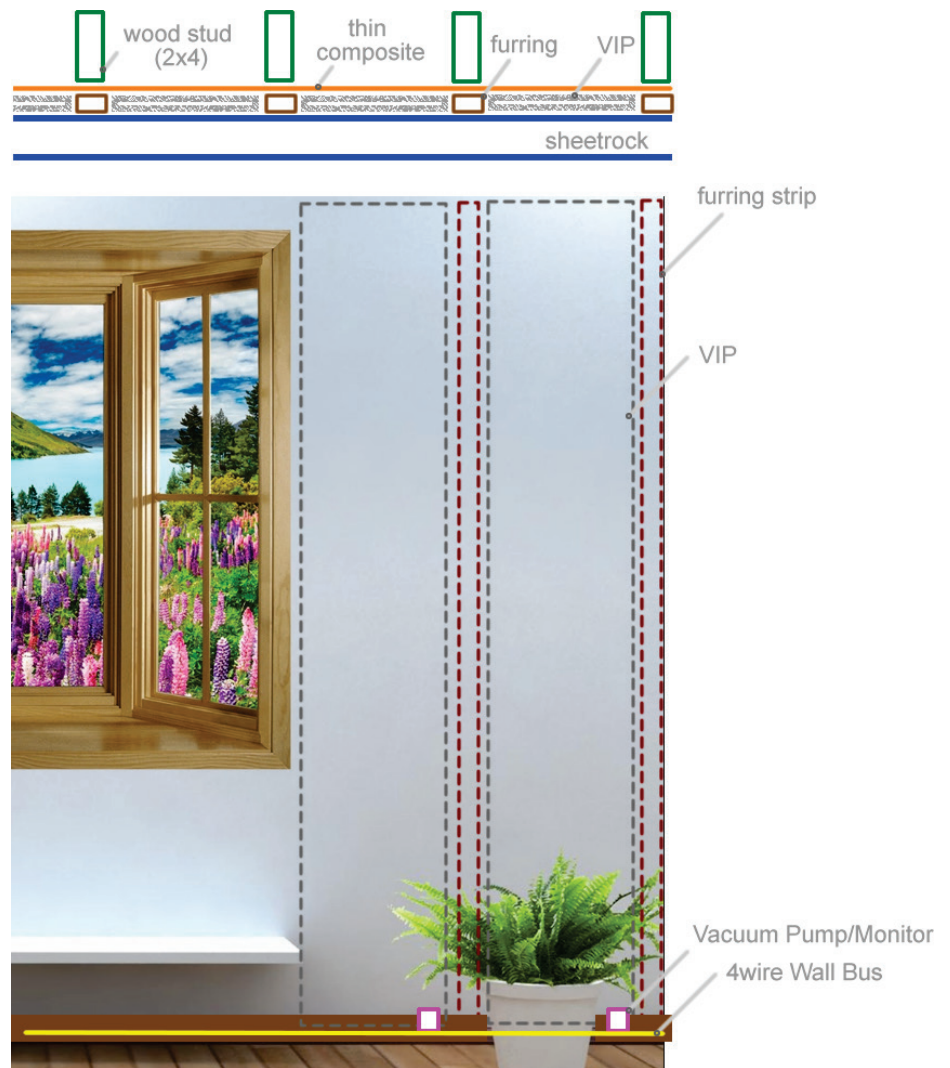 wood stud
(2x4)
thin
composite
furring
VIP
sheetrock
furring strip
VIP
Vacuum Pump/Monitor
4wire Wall Bus